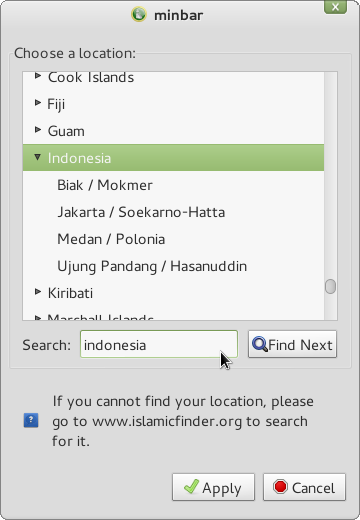 minbar
Choose a location:
Cook Islands
Fiji
Guam
Indonesia
Biak / Mokmer
Jakarta / Soekarno-Hatta
Medan / Polonia
Ujung Pandang / Hasanuddin
Kiribati
Marshall Islands
Search: indonesia Find Next
If you cannot find your location, please
go to www.islamicfinder.org to search
for it.
Apply Cancel